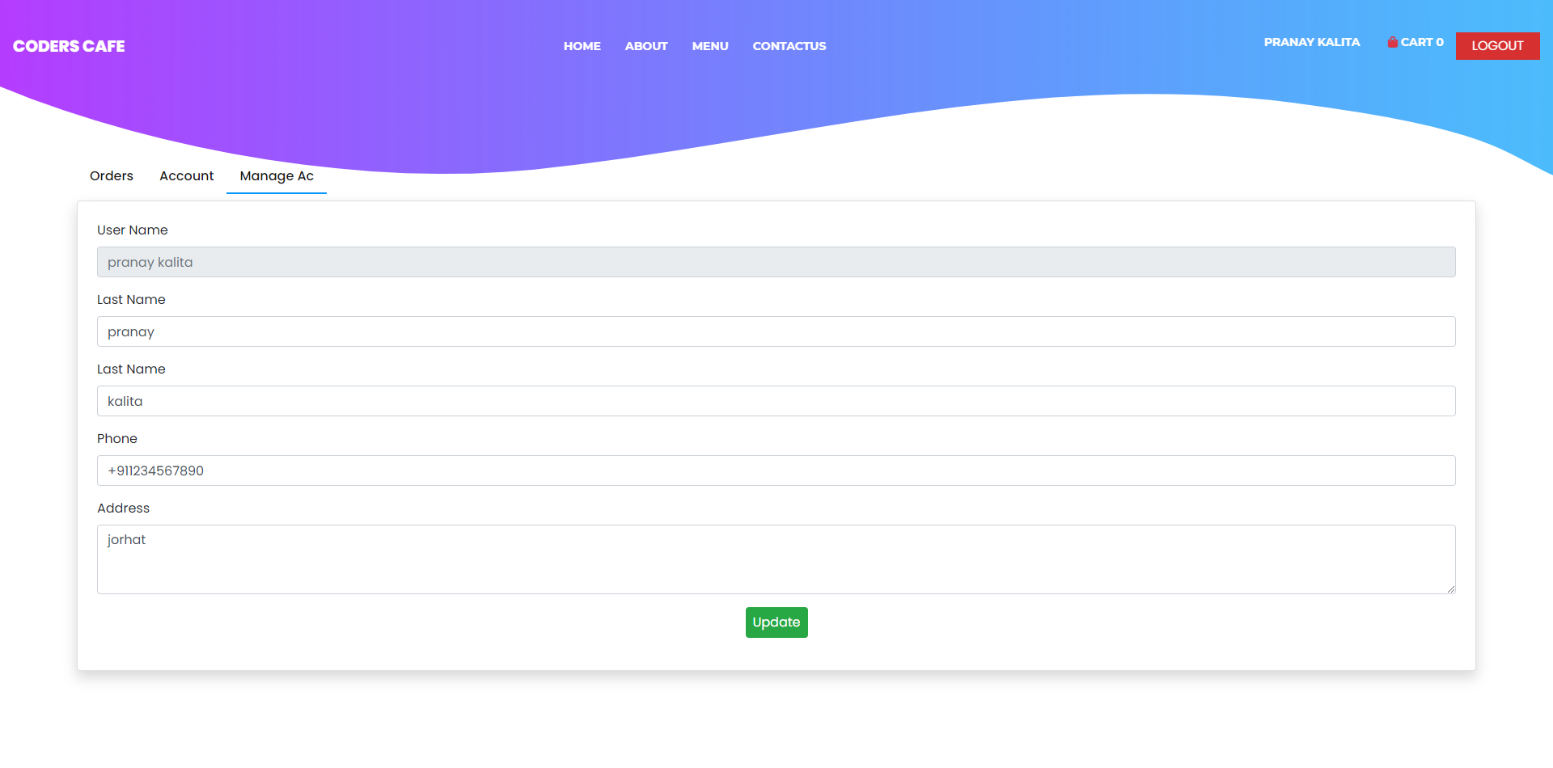 CODERS CAFE
HOME ABOUT MENU CONTACTUS
PRANAY KALITA CART 0 LOGOUT
Orders Account Manage Ac
User Name
pranay kalita
Last Name
pranay
Last Name
kalita
Phone
+911234567890
Address
jorhat
Update